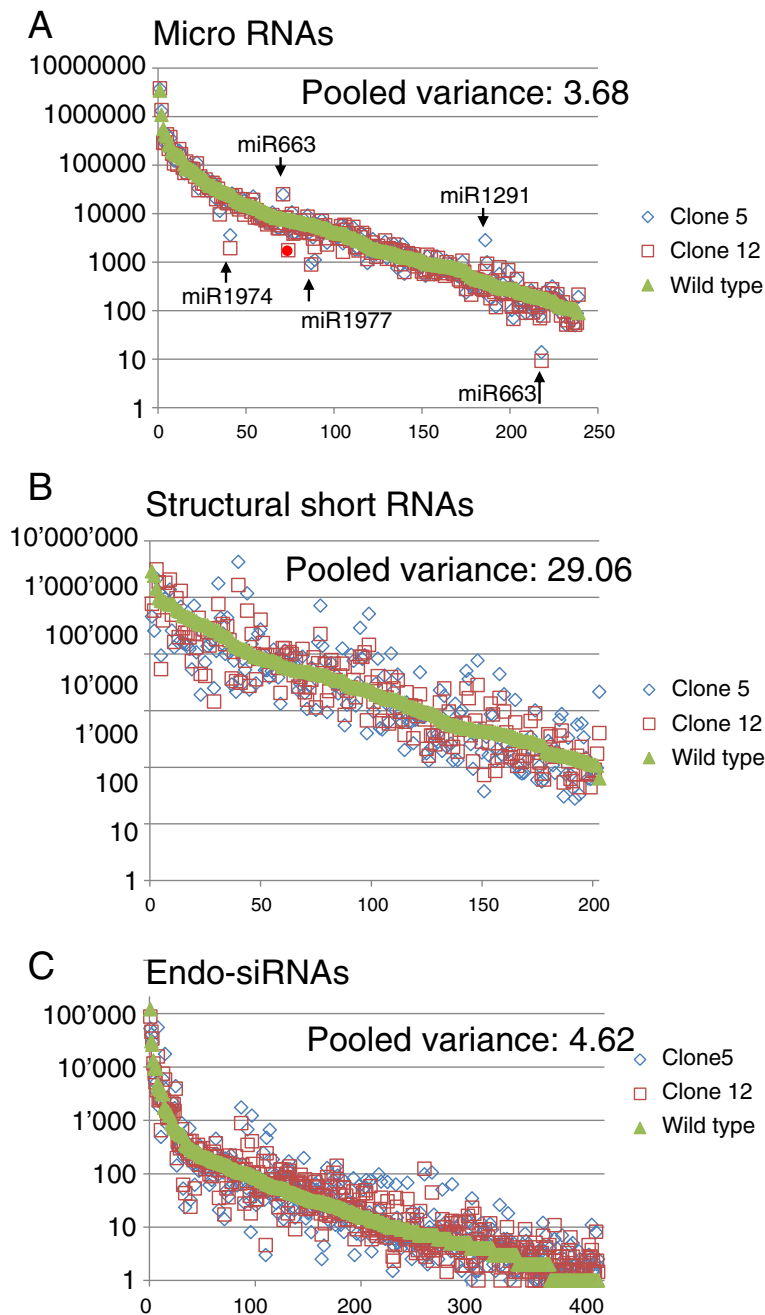 A
Micro RNAs
Pooled variance: 3.68
10000000
1000000
100000
10000
1000
100
10
1
miR663
miR1291
miR1974
miR1977
miR663
0 50 100 150 200 250
Clone 5
Clone 12
Wild type
B
Structural short RNAs
Pooled variance: 29.06
10'000'000
1'000'000
100'000
10'000
1'000
100
10
1
0 50 100 150 200
Clone 5
Clone 12
Wild type
C
Endo-siRNAs
Pooled variance: 4.62
100'000
10'000
1'000
100
10
1
0 100 200 300 400
Clone5
Clone 12
Wild type